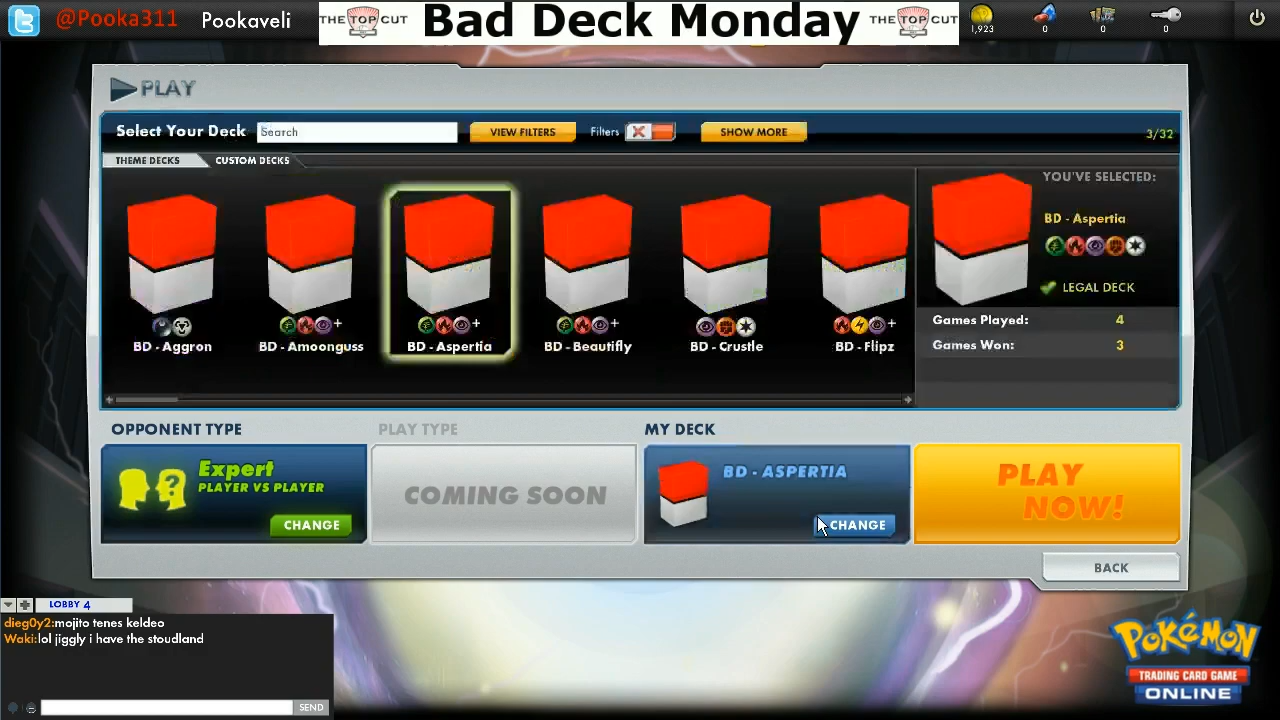 @Pooka311 Pookaveli THE TOP CUT Bad Deck Monday THE TOP CUT 1,923 0 0 0
PLAY
Select Your Deck Search VIEW FILTERS Filters SHOW MORE 3/32
THEME DECKS CUSTOM DECKS
YOU'VE SELECTED:
BD - Aspertia
LEGAL DECK
Games Played: 4
Games Won: 3
+ + + +
BD - Aggron BD - Amoonguss BD - Aspertia BD - Beautifly BD - Crustle BD - Flipz
OPPONENT TYPE PLAY TYPE MY DECK
Expert
PLAYER VS PLAYER
CHANGE
COMING SOON
BD - ASPERTIA
CHANGE
PLAY
NOW!
BACK
LOBBY 4
dieg0y2:mojito tenes keldeo
Waki:lol jiggly i have the stoudland
SEND
Pokémon
TRADING CARD GAME
ONLINE